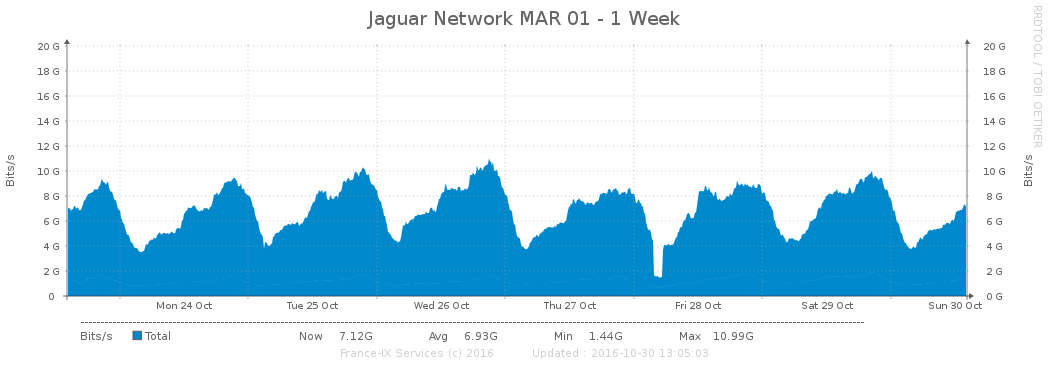 Jaguar Network MAR 01 - 1 Week
RRDTOOL / TOBI OETIKER
Bits/s
Bits/s
20 G 20 G
18 G 18 G
16 G 16 G
14 G 14 G
12 G 12 G
10 G 10 G
8 G 8 G
6 G 6 G
4 G 4 G
2 G 2 G
0 0 G
Mon 24 Oct Tue 25 Oct Wed 26 Oct Thu 27 Oct Fri 28 Oct Sat 29 Oct Sun 30 Oct
Bits/s Total Now 7.12G Avg 6.93G Min 1.44G Max 10.99G
France-IX Services (c) 2016 Updated : 2016-10-30 13:05:03